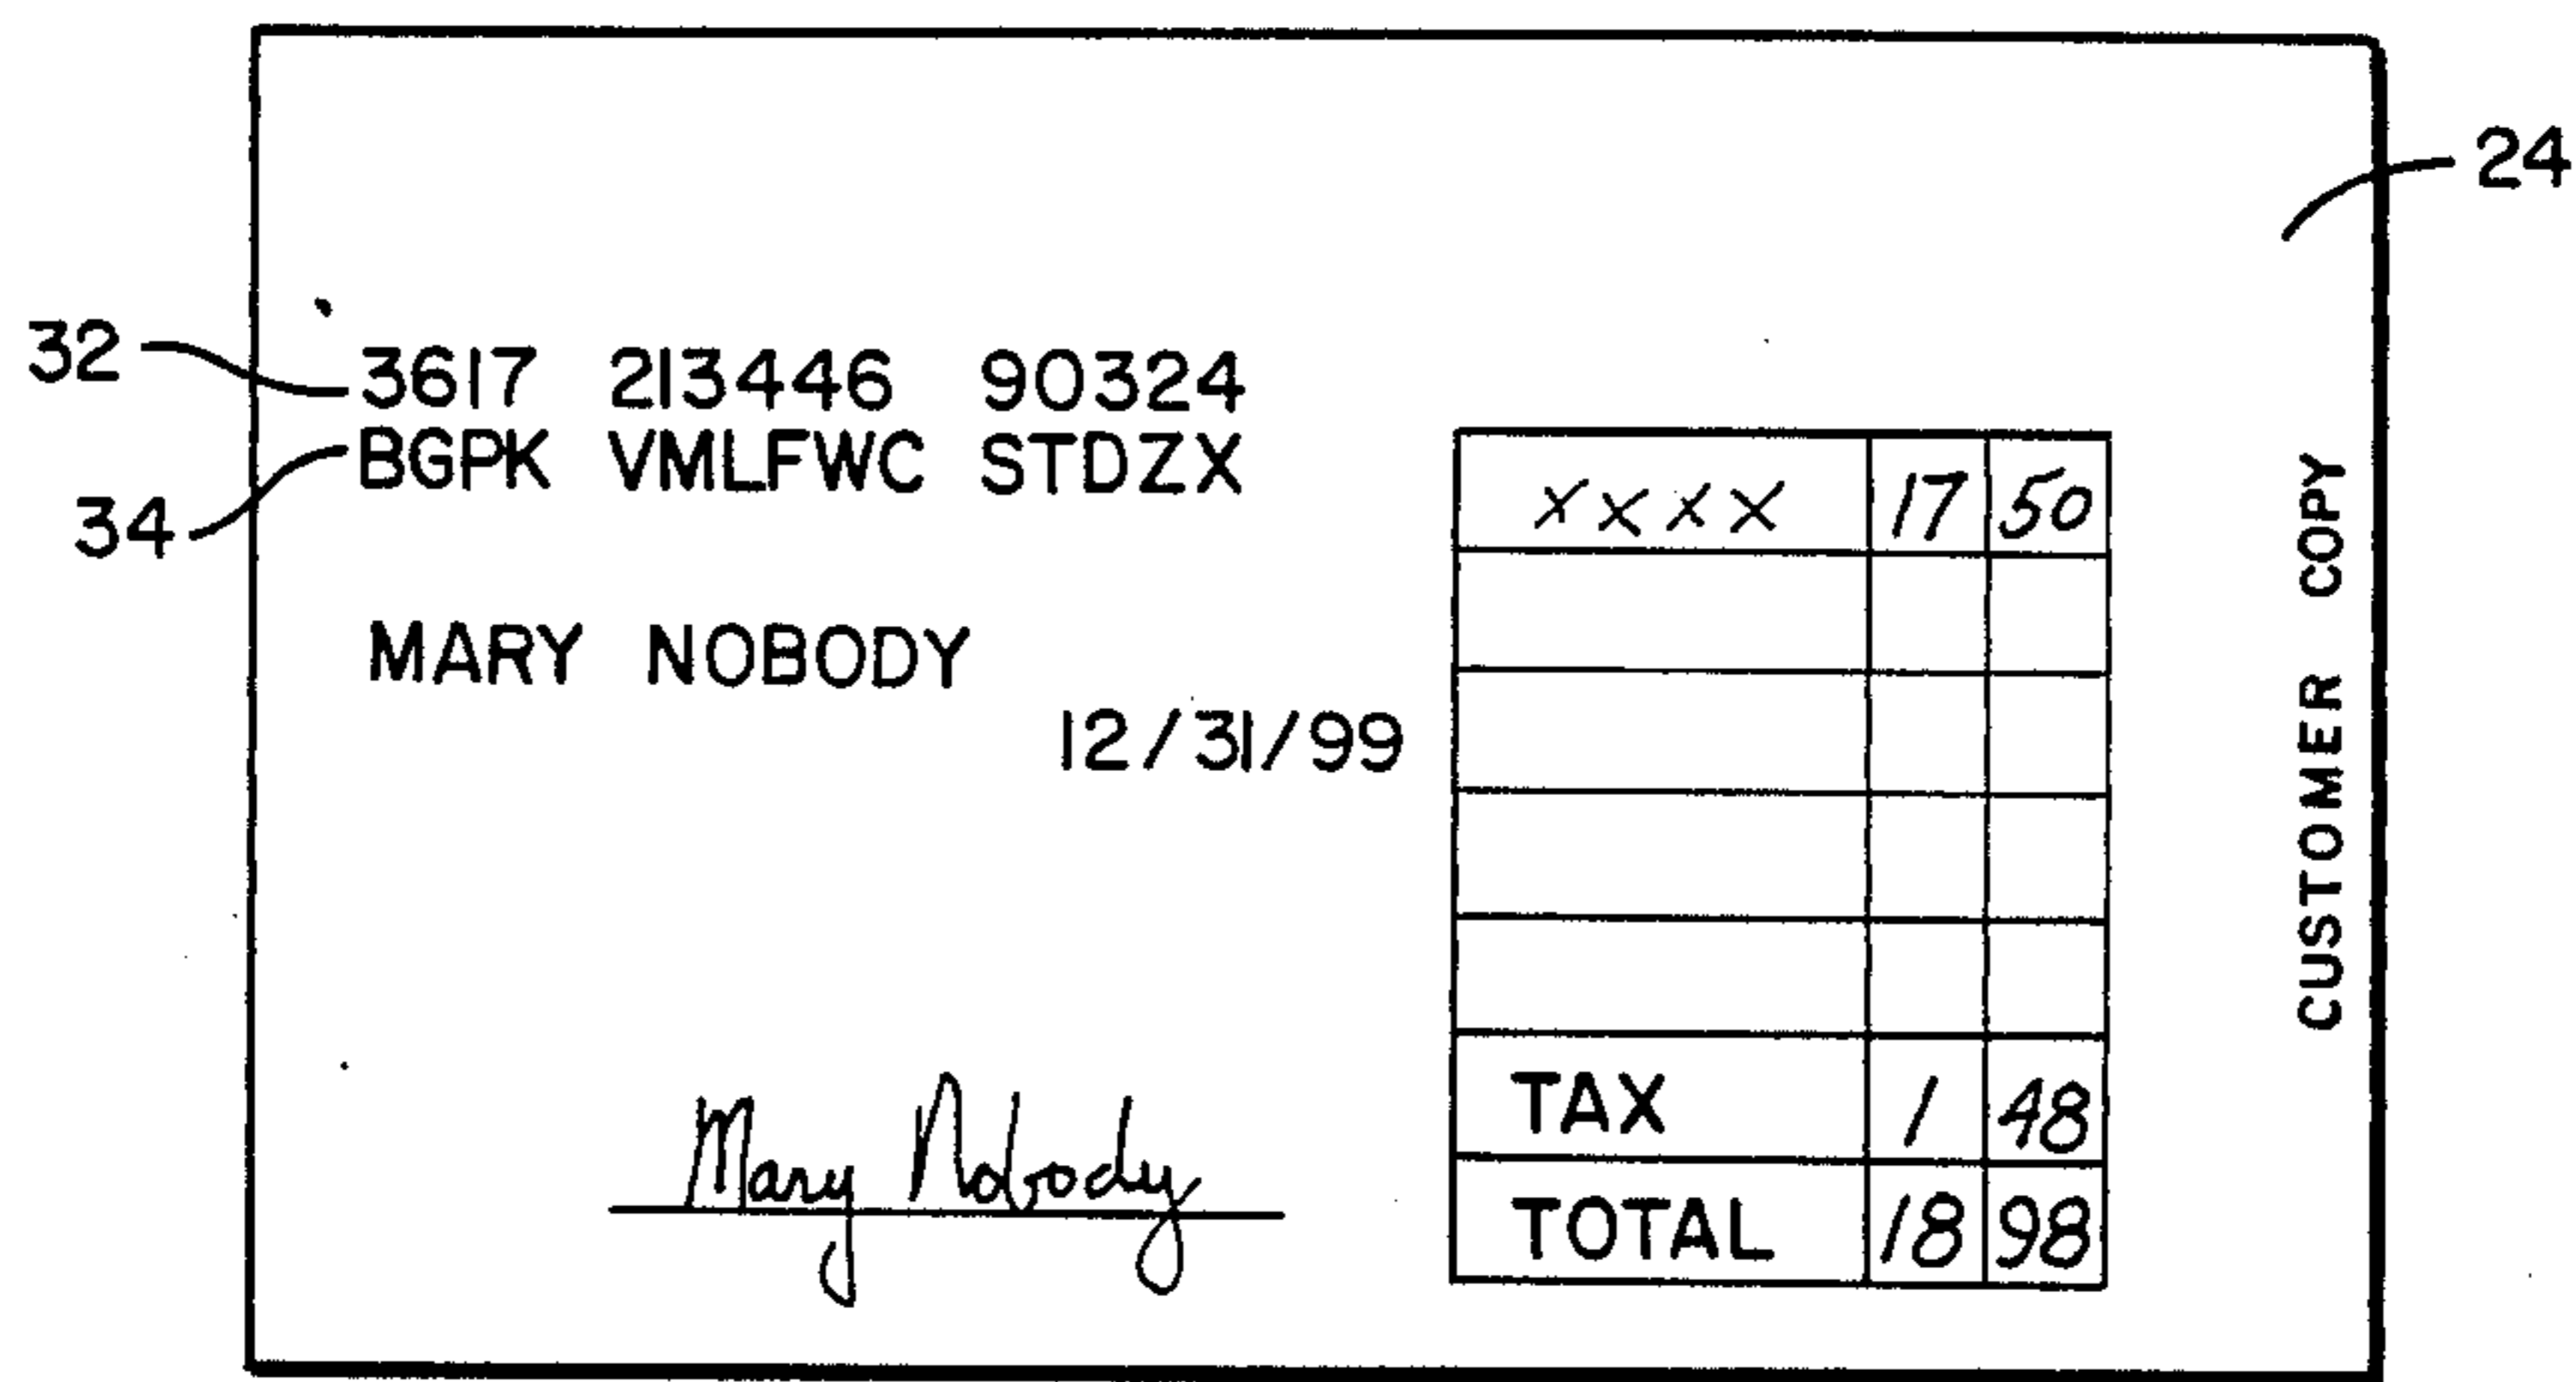 24
32
3617 213446 90324
BGPK VMLFWC STDZX
34
MARY NOBODY
12/31/99
Mary Nobody
xxxx 17 50
TAX 1 48
TOTAL 18 98
CUSTOMER COPY